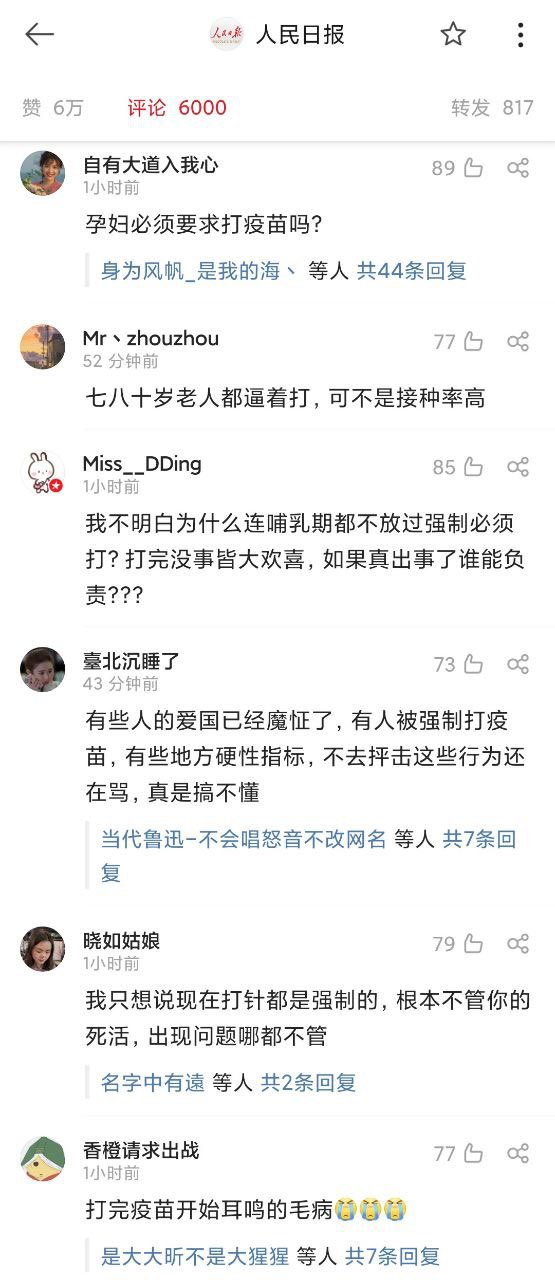 人民日报
赞 6万 评论 6000 转发 817
自有大道入我心 89
1小时前
孕妇必须要求打疫苗吗?
身为风帆_是我的海丶 等人 共44条回复
Mr丶zhouzhou 77
52 分钟前
七八十岁老人都逼着打，可不是接种率高
Miss__DDing 85
1小时前
我不明白为什么连哺乳期都不放过强制必须
打? 打完没事皆大欢喜，如果真出事了谁能负
责???
臺北沉睡了 73
43 分钟前
有些人的爱国已经魔怔了，有人被强制打疫
苗，有些地方硬性指标，不去抨击这些行为还
在骂，真是搞不懂
当代鲁迅-不会唱怒音不改网名 等人 共7条回
复
晓如姑娘 79
1小时前
我只想说现在打针都是强制的，根本不管你的
死活，出现问题哪都不管
名字中有遠 等人 共2条回复
香橙请求出战 77
1小时前
打完疫苗开始耳鸣的毛病😭😭😭
是大大昕不是大猩猩 等人 共7条回复